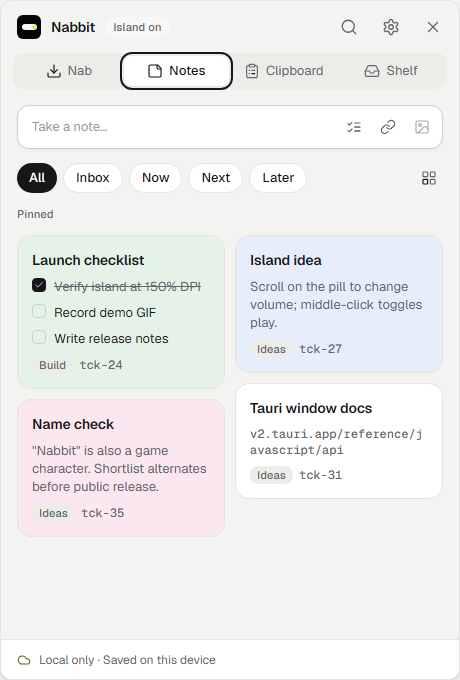 Nabbit
Island on
Nab
Notes
Clipboard
Shelf
Take a note...
All
Inbox
Now
Next
Later
Pinned
Launch checklist
Verify island at 150% DPI
Record demo GIF
Write release notes
Build tck-24
Name check
"Nabbit" is also a game
character. Shortlist alternates
before public release.
Ideas tck-35
Island idea
Scroll on the pill to change
volume; middle-click toggles
play.
Ideas tck-27
Tauri window docs
v2.tauri.app/reference/j
avascript/api
Ideas tck-31
Local only · Saved on this device